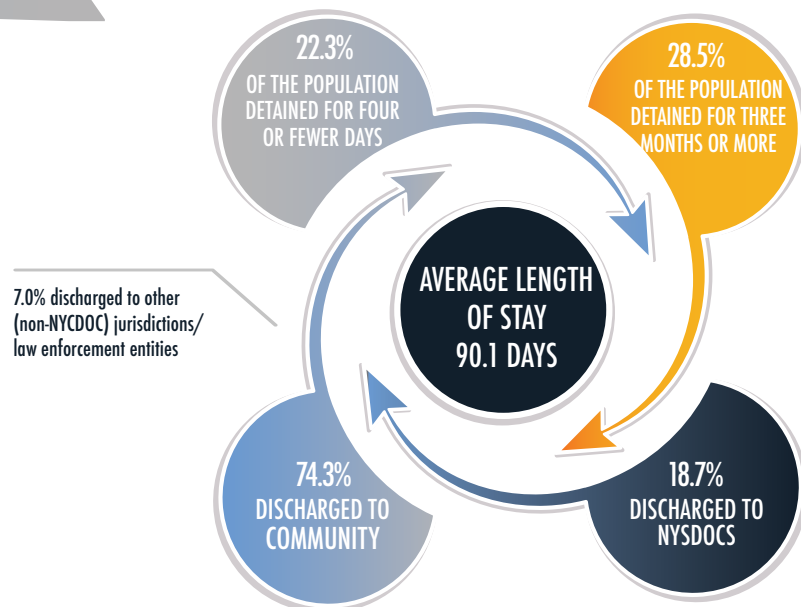 22.3%
OF THE POPULATION
DETAINED FOR FOUR
OR FEWER DAYS
28.5%
OF THE POPULATION
DETAINED FOR THREE
MONTHS OR MORE
AVERAGE LENGTH
OF STAY
90.1 DAYS
7.0% discharged to other
(non-NYCDOC) jurisdictions/
law enforcement entities
74.3%
DISCHARGED TO
COMMUNITY
18.7%
DISCHARGED TO
NYSDOCS